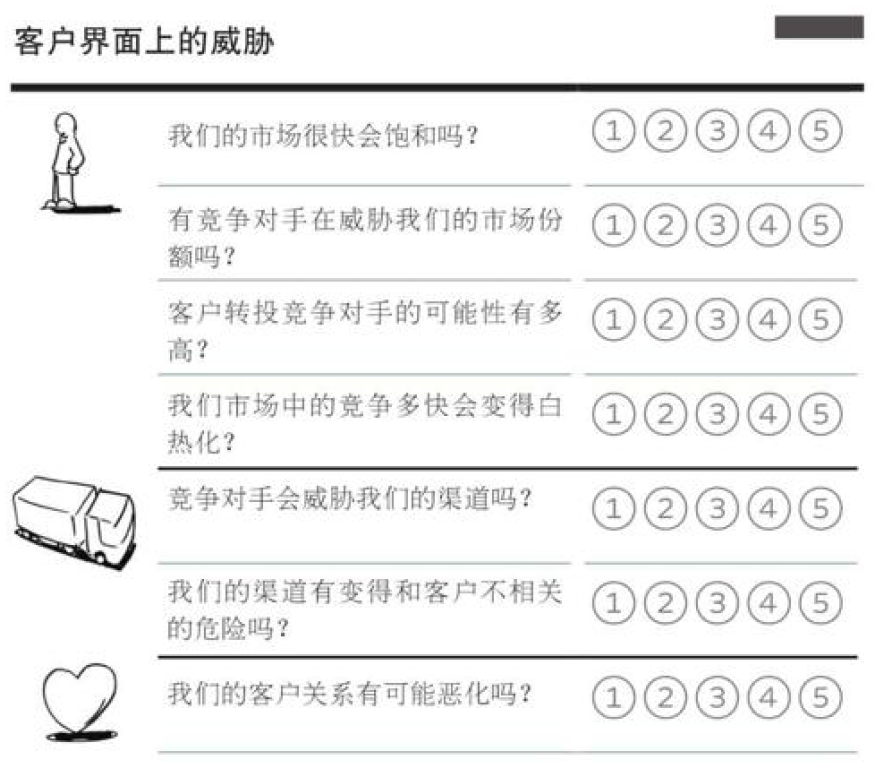 客户界面上的威胁
我们的市场很快会饱和吗？
① ② ③ ④ ⑤
有竞争对手在威胁我们的市场份
额吗？
① ② ③ ④ ⑤
客户转投竞争对手的可能性有多
高？
① ② ③ ④ ⑤
我们市场中的竞争多快会变得白
热化？
① ② ③ ④ ⑤
竞争对手会威胁我们的渠道吗？
① ② ③ ④ ⑤
我们的渠道有变得和客户不相关
的危险吗？
① ② ③ ④ ⑤
我们的客户关系有可能恶化吗？
① ② ③ ④ ⑤